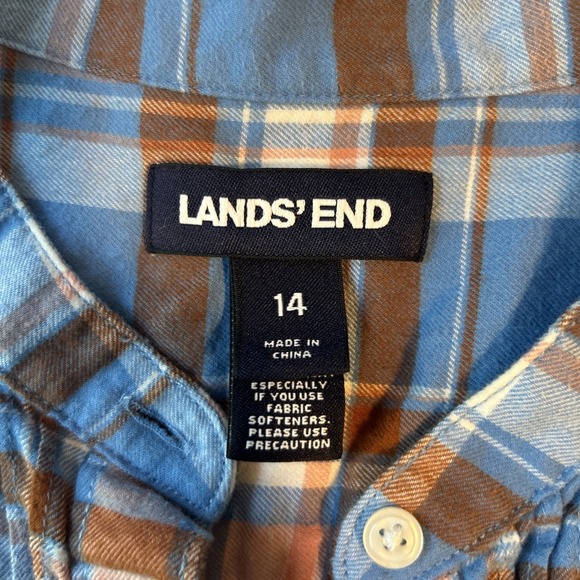 LANDS' END
14
MADE IN
CHINA
ESPECIALLY
IF YOU USE
FABRIC
SOFTENERS.
PLEASE USE
PRECAUTION